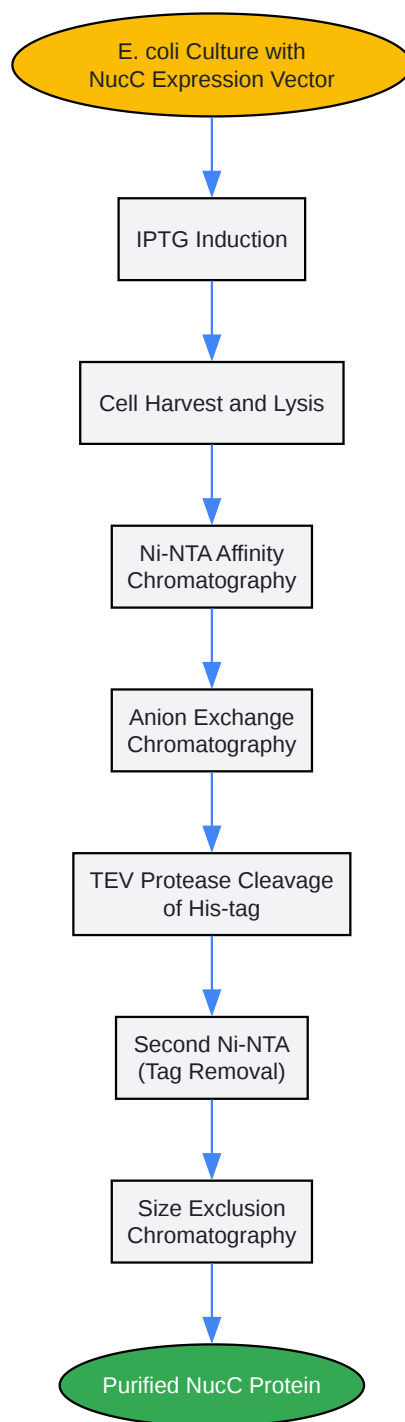 E. coli Culture with
NucC Expression Vector
IPTG Induction
Cell Harvest and Lysis
Ni-NTA Affinity
Chromatography
Anion Exchange
Chromatography
TEV Protease Cleavage
of His-tag
Second Ni-NTA
(Tag Removal)
Size Exclusion
Chromatography
Purified NucC Protein